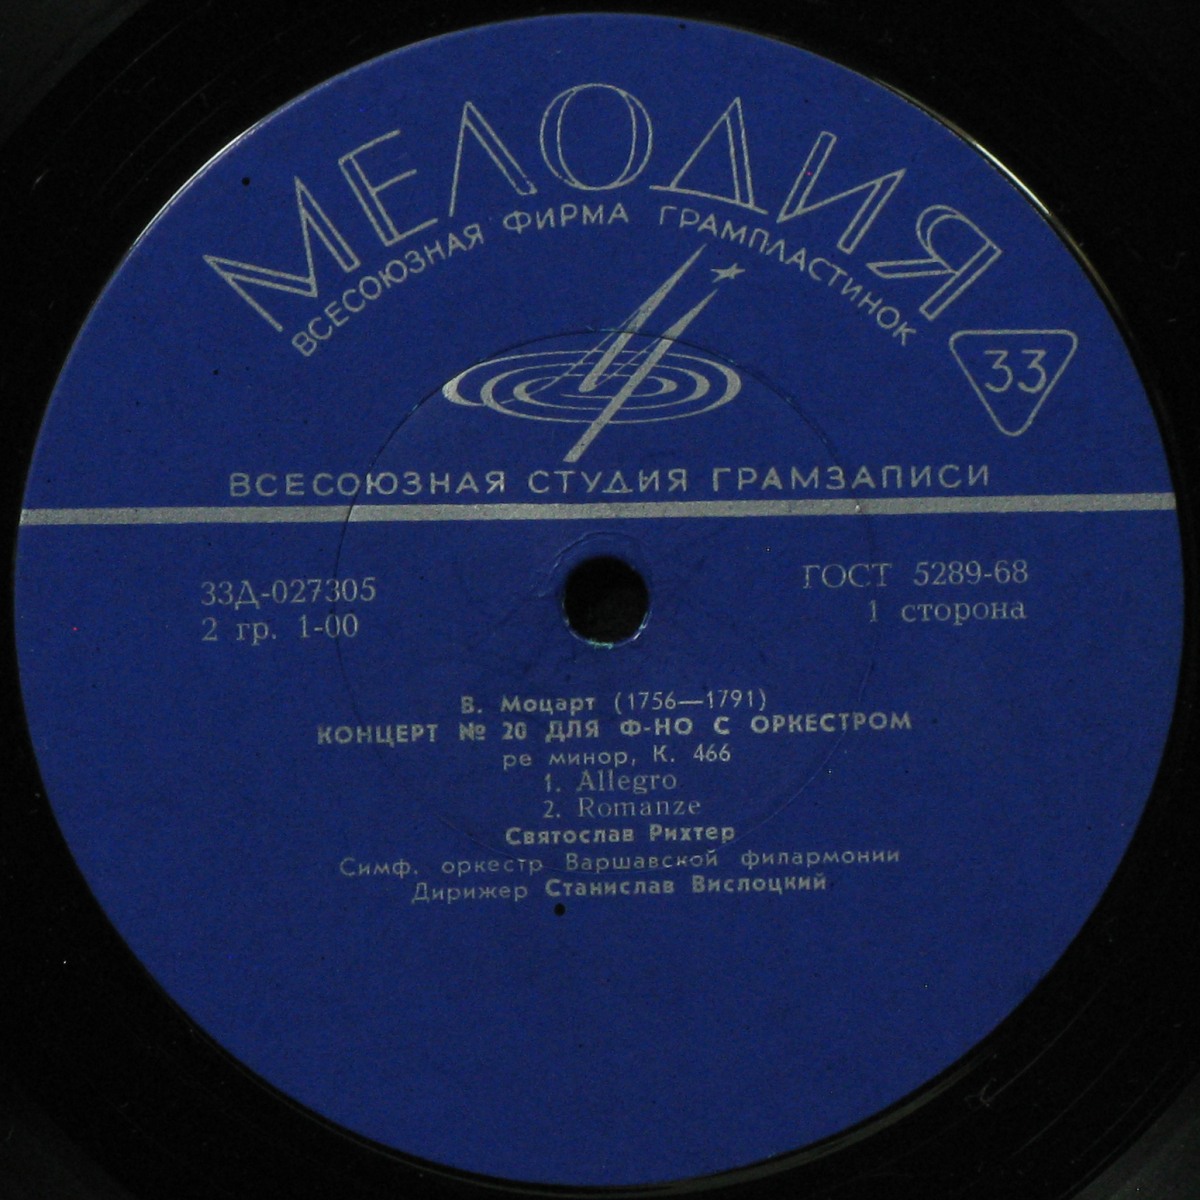 МЕЛОДИЯ
ВСЕСОЮЗНАЯ ФИРМА ГРАМПЛАСТИНОК
33
ВСЕСОЮЗНАЯ СТУДИЯ ГРАМЗАПИСИ
33Д-027305
ГОСТ 5289-68
2 гр. 1-00
1 сторона
В. Моцарт (1756—1791)
КОНЦЕРТ № 20 ДЛЯ Ф-НО С ОРКЕСТРОМ
ре минор, К. 466
1. Allegro
2. Romanze
Святослав Рихтер
Симф. оркестр Варшавской филармонии
Дирижер Станислав Вислоцкий